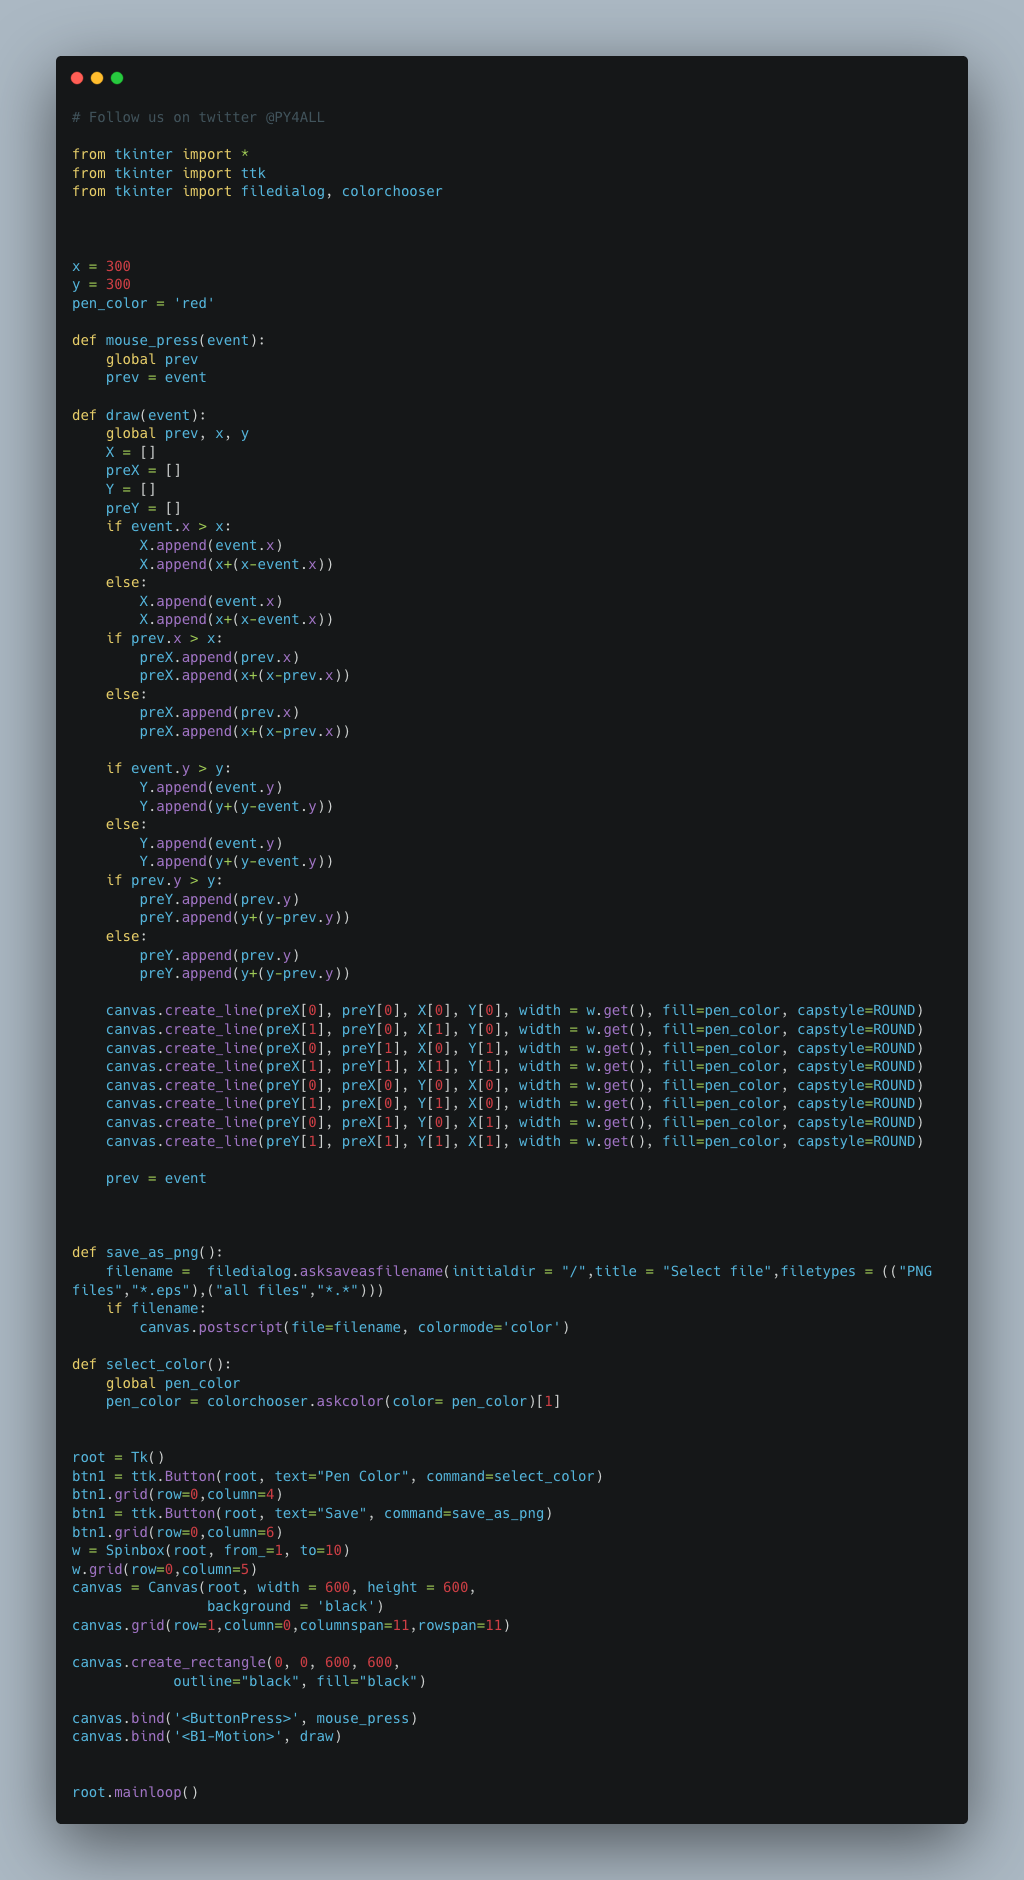 # Follow us on twitter @PY4ALL

from tkinter import *
from tkinter import ttk
from tkinter import filedialog, colorchooser



x = 300
y = 300
pen_color = 'red'

def mouse_press(event):
    global prev
    prev = event

def draw(event):
    global prev, x, y
    X = []
    preX = []
    Y = []
    preY = []
    if event.x > x:
        X.append(event.x)
        X.append(x+(x-event.x))
    else:
        X.append(event.x)
        X.append(x+(x-event.x))
    if prev.x > x:
        preX.append(prev.x)
        preX.append(x+(x-prev.x))
    else:
        preX.append(prev.x)
        preX.append(x+(x-prev.x))

    if event.y > y:
        Y.append(event.y)
        Y.append(y+(y-event.y))
    else:
        Y.append(event.y)
        Y.append(y+(y-event.y))
    if prev.y > y:
        preY.append(prev.y)
        preY.append(y+(y-prev.y))
    else:
        preY.append(prev.y)
        preY.append(y+(y-prev.y))

    canvas.create_line(preX[0], preY[0], X[0], Y[0], width = w.get(), fill=pen_color, capstyle=ROUND)
    canvas.create_line(preX[1], preY[0], X[1], Y[0], width = w.get(), fill=pen_color, capstyle=ROUND)
    canvas.create_line(preX[0], preY[1], X[0], Y[1], width = w.get(), fill=pen_color, capstyle=ROUND)
    canvas.create_line(preX[1], preY[1], X[1], Y[1], width = w.get(), fill=pen_color, capstyle=ROUND)
    canvas.create_line(preY[0], preX[0], Y[0], X[0], width = w.get(), fill=pen_color, capstyle=ROUND)
    canvas.create_line(preY[1], preX[0], Y[1], X[0], width = w.get(), fill=pen_color, capstyle=ROUND)
    canvas.create_line(preY[0], preX[1], Y[0], X[1], width = w.get(), fill=pen_color, capstyle=ROUND)
    canvas.create_line(preY[1], preX[1], Y[1], X[1], width = w.get(), fill=pen_color, capstyle=ROUND)

    prev = event



def save_as_png():
    filename =  filedialog.asksaveasfilename(initialdir = "/",title = "Select file",filetypes = (("PNG
files","*.eps"),("all files","*.*")))
    if filename:
        canvas.postscript(file=filename, colormode='color')

def select_color():
    global pen_color
    pen_color = colorchooser.askcolor(color= pen_color)[1]


root = Tk()
btn1 = ttk.Button(root, text="Pen Color", command=select_color)
btn1.grid(row=0,column=4)
btn1 = ttk.Button(root, text="Save", command=save_as_png)
btn1.grid(row=0,column=6)
w = Spinbox(root, from_=1, to=10)
w.grid(row=0,column=5)
canvas = Canvas(root, width = 600, height = 600,
                background = 'black')
canvas.grid(row=1,column=0,columnspan=11,rowspan=11)

canvas.create_rectangle(0, 0, 600, 600,
            outline="black", fill="black")

canvas.bind('<ButtonPress>', mouse_press)
canvas.bind('<B1-Motion>', draw)


root.mainloop()